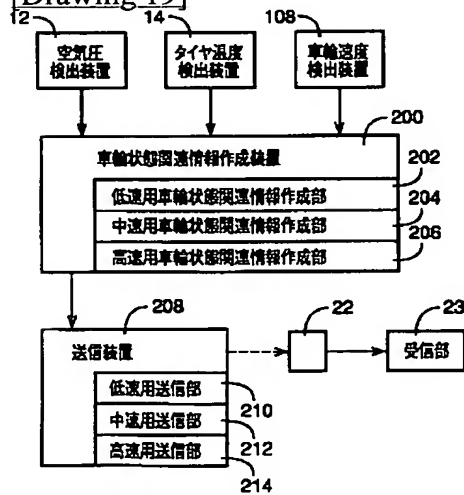 [Drawing 19]
12
14
108
空気圧
検出装置
タイヤ温度
検出装置
車輪速度
検出装置
200
車輪状態関連情報作成装置
202
低速用車輪状態関連情報作成部
204
中速用車輪状態関連情報作成部
206
高速用車輪状態関連情報作成部
208
22
23
送信装置
受信部
低速用送信部
210
中速用送信部
212
高速用送信部
214